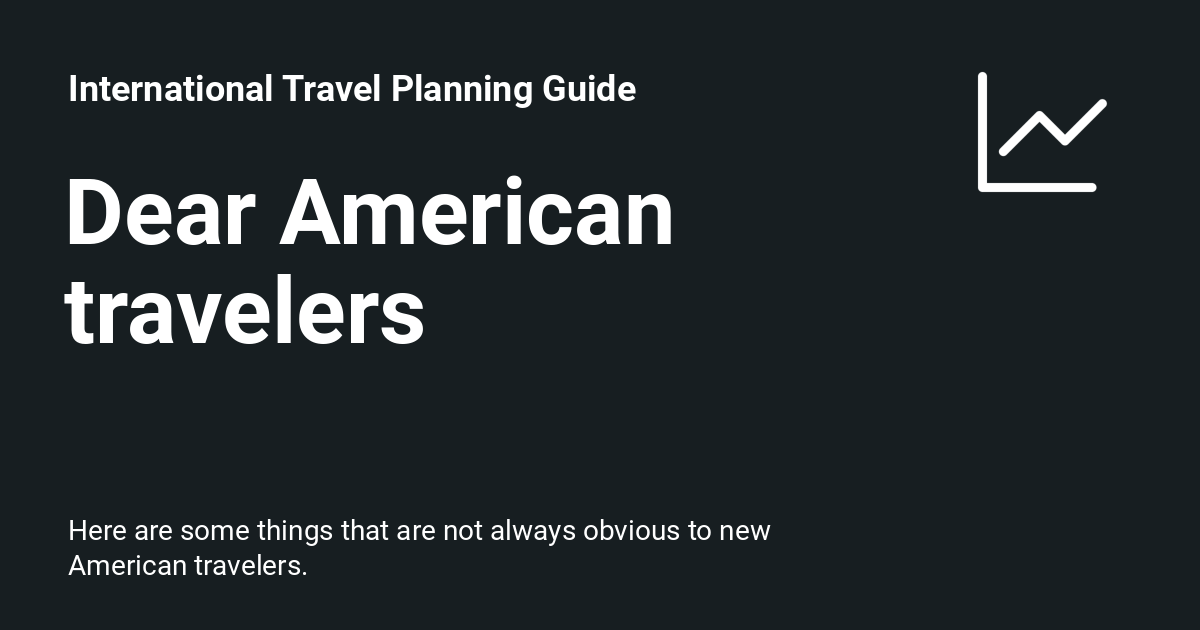 International Travel Planning Guide
Dear American
travelers
Here are some things that are not always obvious to new
American travelers.